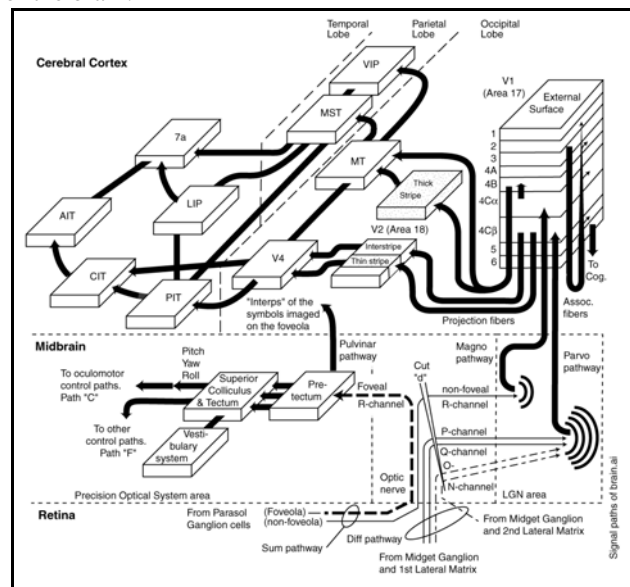 Temporal Lobe
Parietal Lobe
Occipital Lobe
Cerebral Cortex
VIP
V1
(Area 17)
External
Surface
MST
7a
MT
1
2
3
4A
4B
4Cα
4Cβ
5
6
LIP
Thick
Stripe
AIT
V2 (Area 18)
Interstripe
Thin stripe
V4
CIT
PIT
To
Cog.
"Interps" of the
symbols imaged
on the foveola
Projection fibers
Assoc.
fibers
Midbrain
Pulvinar
pathway
Magno
pathway
Parvo
pathway
Pitch
Yaw
Roll
Cut
"d"
To oculomotor
control paths.
Path "C"
Superior
Colliculus
& Tectum
Pre-
tectum
Foveal
R-channel
non-foveal
R-channel
To other
control paths.
Path "F"
Vesti-
bulary
system
P-channel
Q-channel
O-
N-channel
Optic
nerve
Precision Optical System area
LGN area
Retina
From Parasol
Ganglion cells
(Foveola)
(non-foveola)
Sum pathway
Diff pathway
From Midget Ganglion
and 2nd Lateral Matrix
From Midget Ganglion
and 1st Lateral Matrix
Signal paths of brain.ai